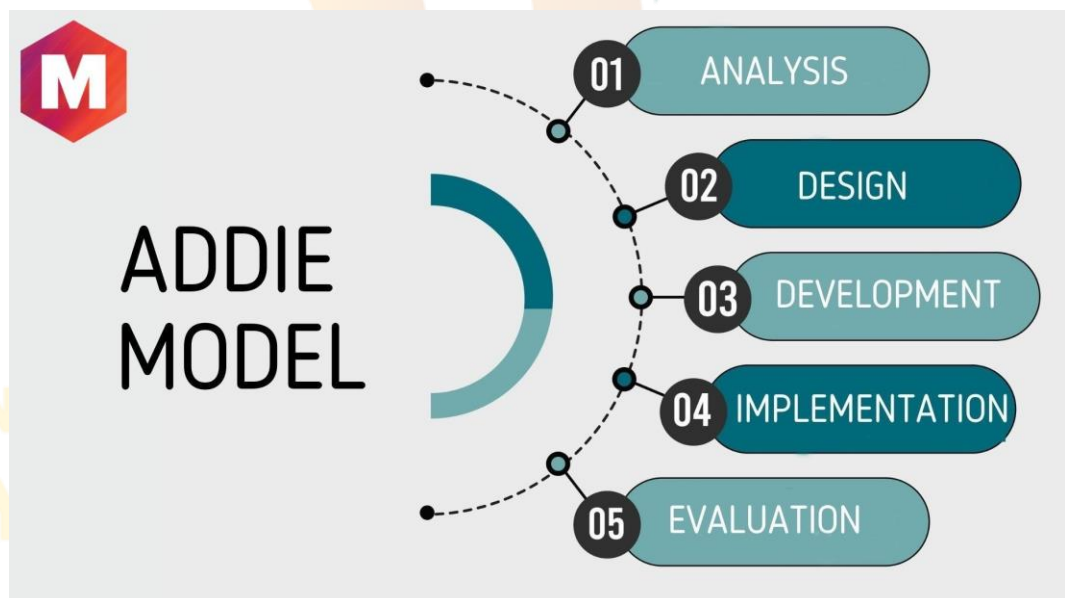 M
ADDIE
MODEL
01 ANALYSIS
02 DESIGN
03 DEVELOPMENT
04 IMPLEMENTATION
05 EVALUATION